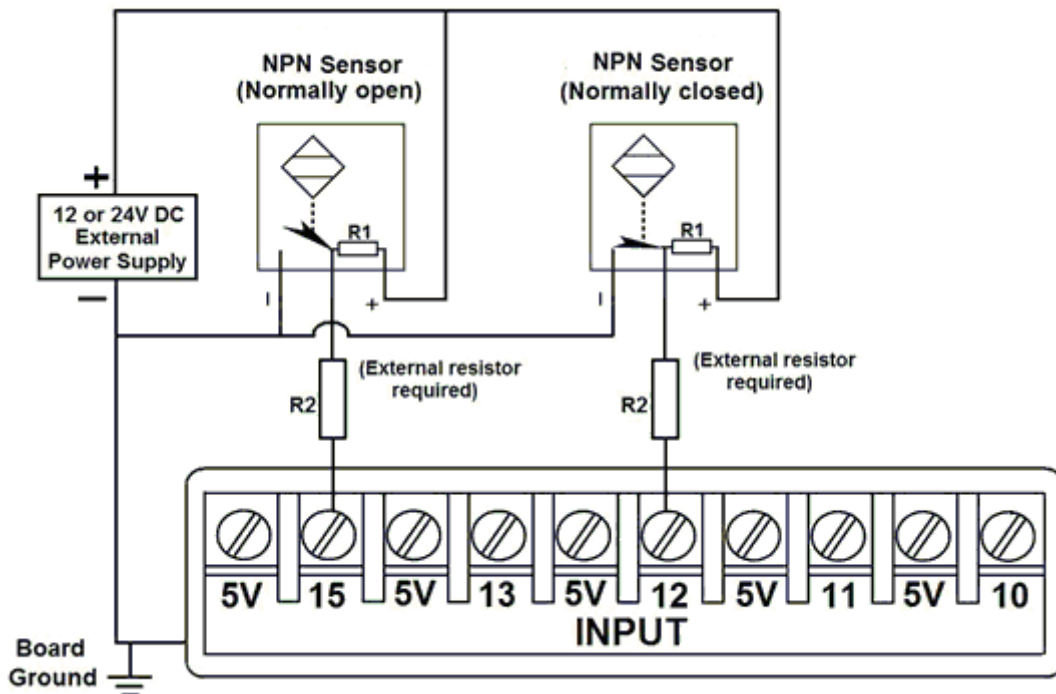 NPN Sensor
(Normally open)
NPN Sensor
(Normally closed)
+
12 or 24V DC
External
Power Supply
−
R1
R1
I
+
I
+
(External resistor
required)
R2
(External resistor
required)
R2
5V 15 5V 13 5V 12 5V 11 5V 10
INPUT
Board
Ground